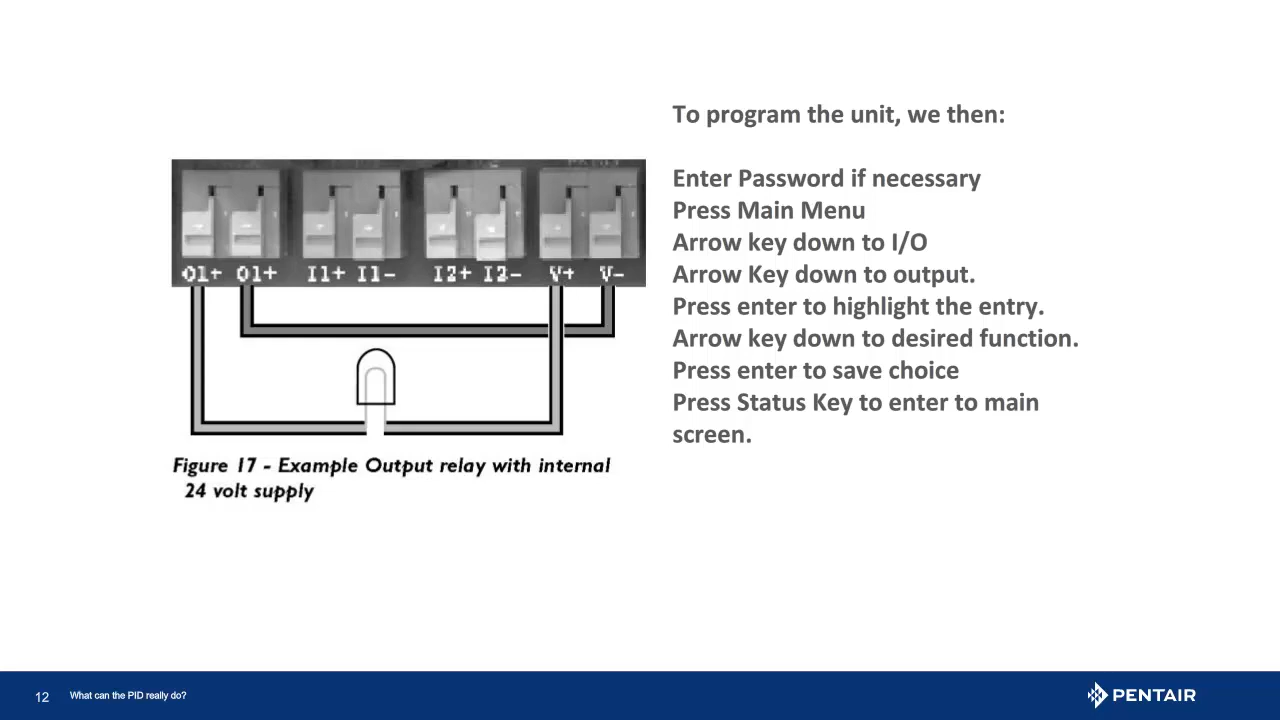 To program the unit, we then:
Enter Password if necessary
Press Main Menu
Arrow key down to I/O
Arrow Key down to output.
Press enter to highlight the entry.
Arrow key down to desired function.
Press enter to save choice
Press Status Key to enter to main
screen.
O1+ O1+ I1+ I1- I2+ I2- V+ V-
Figure 17 - Example Output relay with internal
24 volt supply
12 What can the PID really do?
PENTAIR